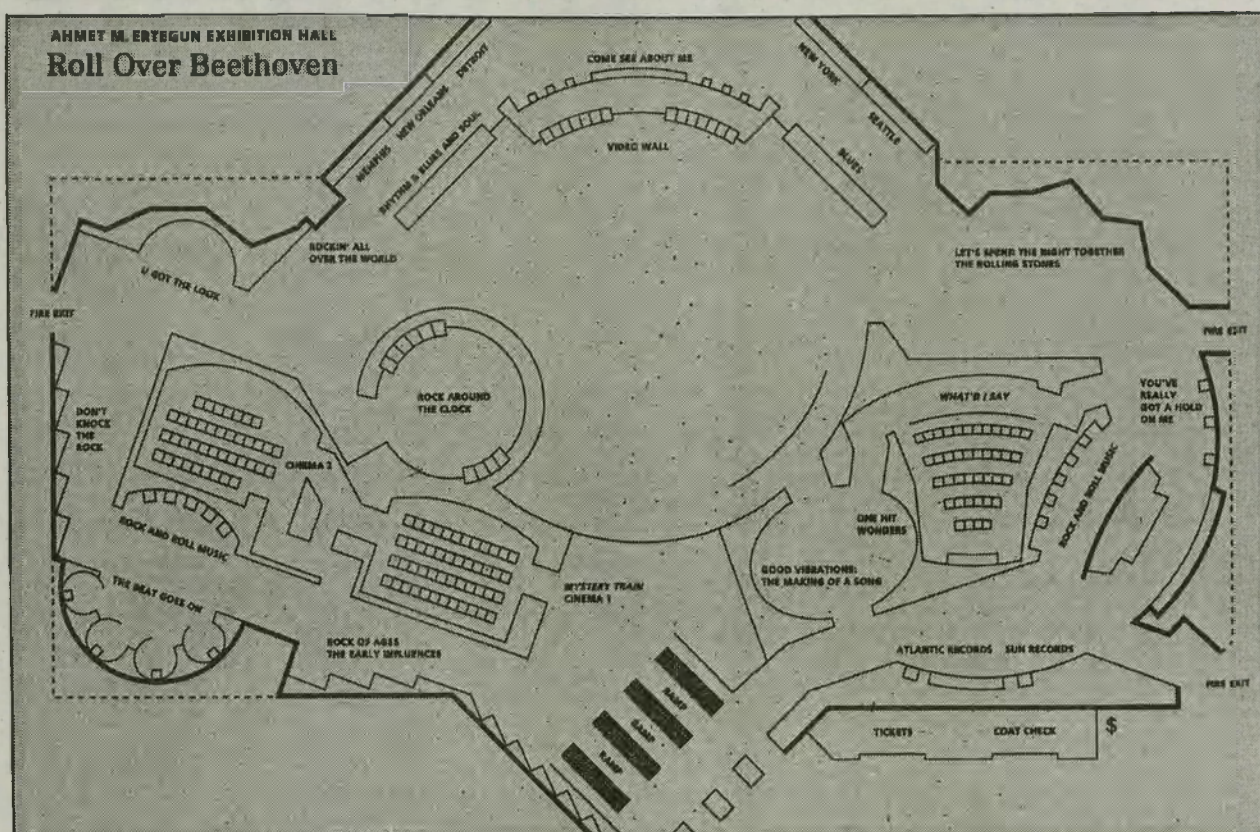 AHMET M. ERTEGUN EXHIBITION HALL
Roll Over Beethoven
DETROIT
NEW ORLEANS
MEMPHIS
RHYTHM & BLUES AND SOUL
COME SEE ABOUT ME
VIDEO WALL
NEW YORK
SEATTLE
BLUES
ROCKIN' ALL
OVER THE WORLD
U GOT THE LOOK
LET'S SPEND THE NIGHT TOGETHER
THE ROLLING STONES
FIRE EXIT
FIRE EXIT
DON'T
KNOCK
THE
ROCK
ROCK AROUND
THE CLOCK
CINEMA 2
WHAT'D I SAY
YOU'VE
REALLY
GOT A HOLD
ON ME
ROCK AND ROLL MUSIC
ROCK AND ROLL MUSIC
ONE HIT
WONDERS
THE BEAT GOES ON
GOOD VIBRATIONS:
THE MAKING OF A SONG
MYSTERY TRAIN
CINEMA 1
ROCK OF AGES
THE EARLY INFLUENCES
ATLANTIC RECORDS SUN RECORDS
FIRE EXIT
RAMP
RAMP
RAMP
TICKETS
COAT CHECK
$